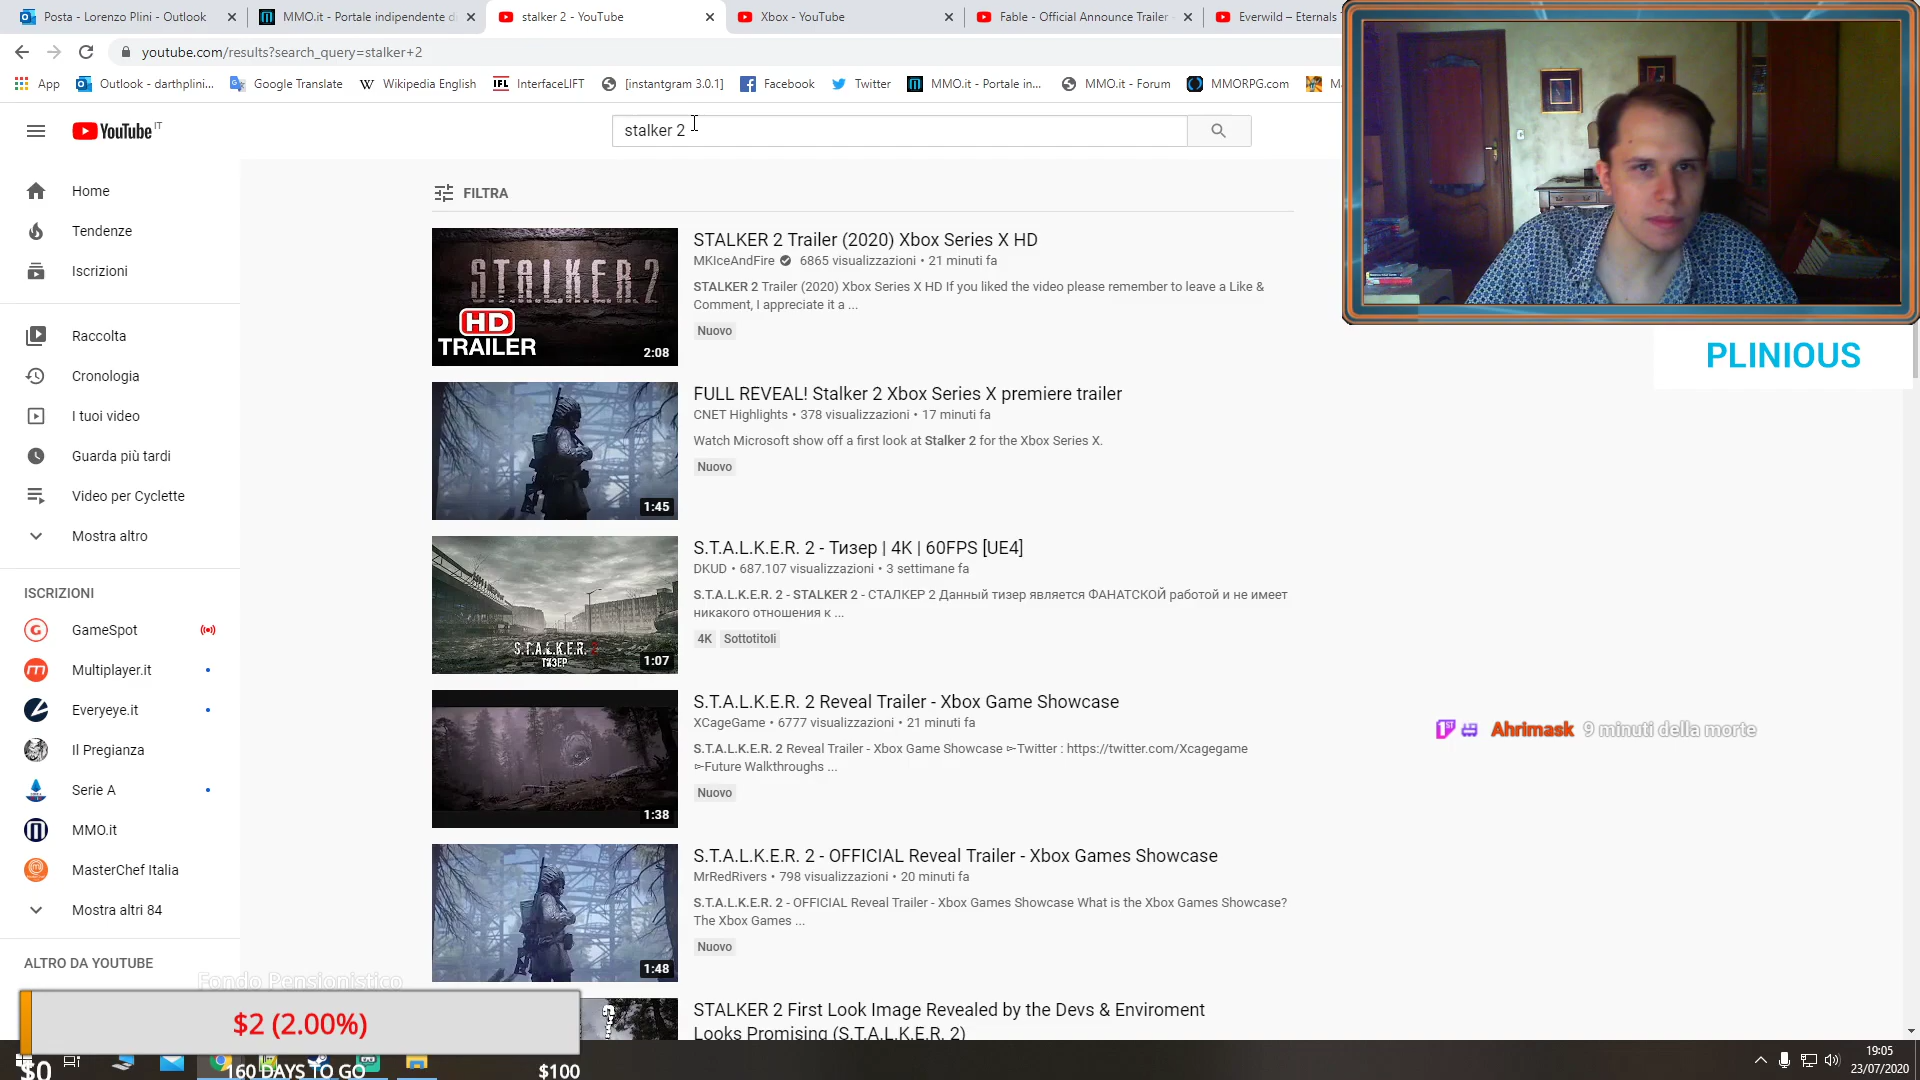 Posta - Lorenzo Plini - Outlook
MMO.it - Portale indipendente di
stalker 2 - YouTube
Xbox - YouTube
Fable - Official Announce Trailer
Everwild – Eternals T
youtube.com/results?search_query=stalker+2
App
Outlook - darthplini...
Google Translate
Wikipedia English
IFL InterfaceLIFT
[instantgram 3.0.1]
Facebook
Twitter
MMO.it - Portale in...
MMO.it - Forum
MMORPG.com
YouTube IT
stalker 2
Home
Tendenze
Iscrizioni
Raccolta
Cronologia
I tuoi video
Guarda più tardi
Video per Cyclette
Mostra altro
ISCRIZIONI
GameSpot
Multiplayer.it
Everyeye.it
Il Pregianza
Serie A
MMO.it
MasterChef Italia
Mostra altri 84
ALTRO DA YOUTUBE
FILTRA
S.T.A.L.K.E.R. 2
HD
TRAILER
2:08
STALKER 2 Trailer (2020) Xbox Series X HD
MKIceAndFire 6865 visualizzazioni • 21 minuti fa
STALKER 2 Trailer (2020) Xbox Series X HD If you liked the video please remember to leave a Like &
Comment, I appreciate it a ...
Nuovo
1:45
FULL REVEAL! Stalker 2 Xbox Series X premiere trailer
CNET Highlights • 378 visualizzazioni • 17 minuti fa
Watch Microsoft show off a first look at Stalker 2 for the Xbox Series X.
Nuovo
S.T.A.L.K.E.R. 2
ТИЗЕР
1:07
S.T.A.L.K.E.R. 2 - Тизер | 4K | 60FPS [UE4]
DKUD • 687.107 visualizzazioni • 3 settimane fa
S.T.A.L.K.E.R. 2 - STALKER 2 - СТАЛКЕР 2 Данный тизер является ФАНАТСКОЙ работой и не имеет
никакого отношения к ...
4K Sottotitoli
1:38
S.T.A.L.K.E.R. 2 Reveal Trailer - Xbox Game Showcase
XCageGame • 6777 visualizzazioni • 21 minuti fa
S.T.A.L.K.E.R. 2 Reveal Trailer - Xbox Game Showcase ➳Twitter : https://twitter.com/Xcagegame
➳Future Walkthroughs ...
Nuovo
1:48
S.T.A.L.K.E.R. 2 - OFFICIAL Reveal Trailer - Xbox Games Showcase
MrRedRivers • 798 visualizzazioni • 20 minuti fa
S.T.A.L.K.E.R. 2 - OFFICIAL Reveal Trailer - Xbox Games Showcase What is the Xbox Games Showcase?
The Xbox Games ...
Nuovo
STALKER 2 First Look Image Revealed by the Devs & Enviroment
Looks Promising (S.T.A.L.K.E.R. 2)
PLINIOUS
Ahrimask 9 minuti della morte
Fondo Pensionistico
$2 (2.00%)
$0
160 DAYS TO GO
$100
19:05
23/07/2020